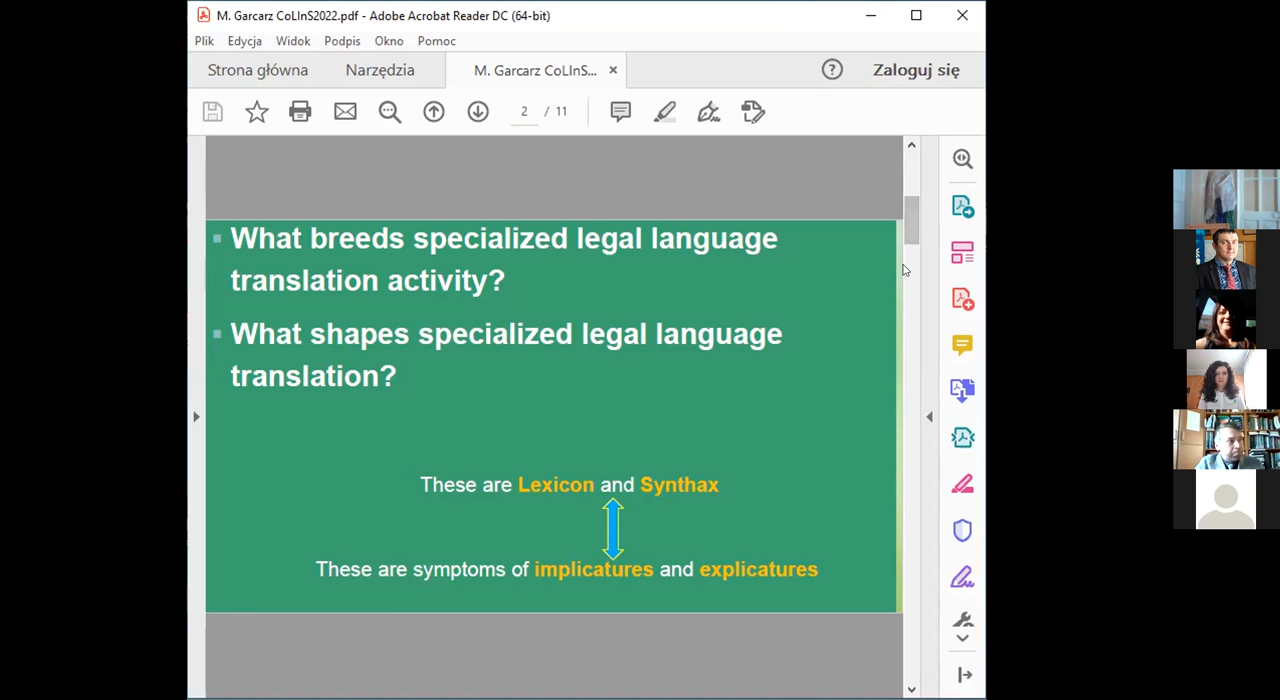 M. Garcarz CoLInS2022.pdf - Adobe Acrobat Reader DC (64-bit)
Plik Edycja Widok Podpis Okno Pomoc
Strona główna Narzędzia M. Garcarz CoLInS... Zaloguj się
2 / 11
What breeds specialized legal language
translation activity?
What shapes specialized legal language
translation?
These are Lexicon and Synthax
These are symptoms of implicatures and explicatures